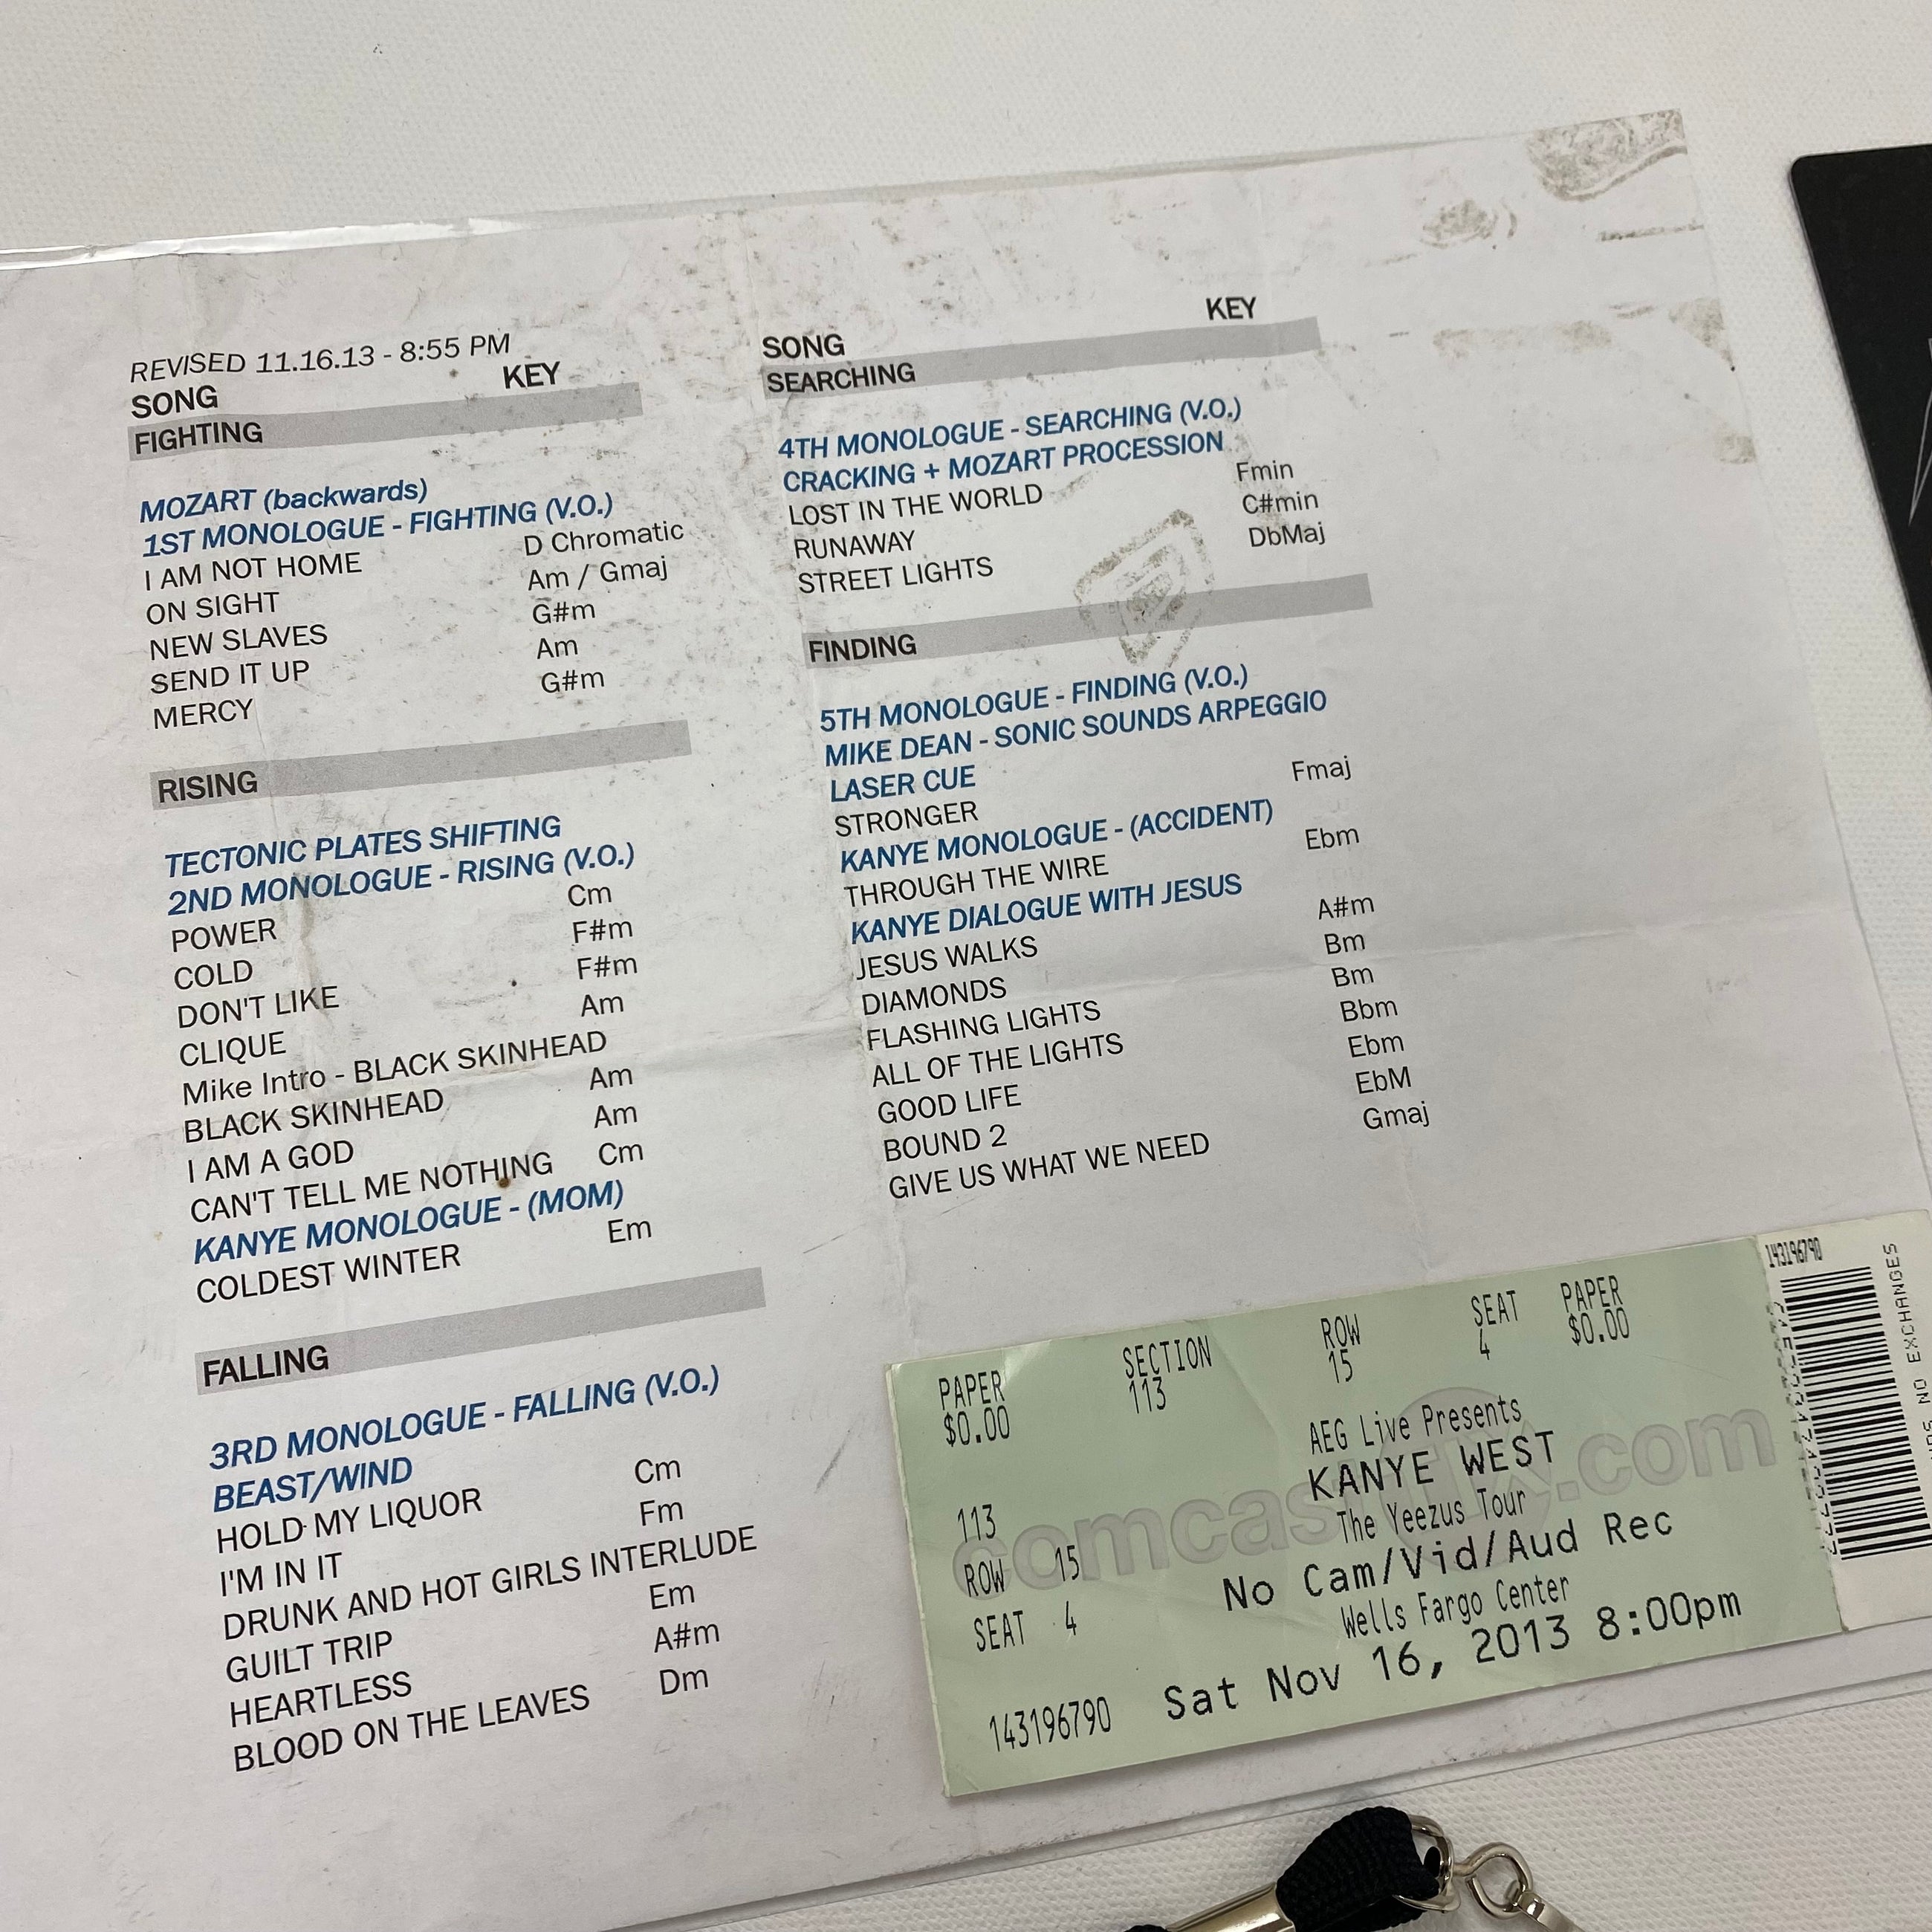 REVISED 11.16.13 - 8:55 PM
SONG KEY
FIGHTING
MOZART (backwards)
1ST MONOLOGUE - FIGHTING (V.O.)
I AM NOT HOME D Chromatic
ON SIGHT Am / Gmaj
NEW SLAVES G#m
SEND IT UP Am
MERCY G#m
RISING
TECTONIC PLATES SHIFTING
2ND MONOLOGUE - RISING (V.O.)
POWER Cm
COLD F#m
DON'T LIKE F#m
CLIQUE Am
Mike Intro - BLACK SKINHEAD
BLACK SKINHEAD Am
I AM A GOD Am
CAN'T TELL ME NOTHING Cm
KANYE MONOLOGUE - (MOM)
COLDEST WINTER Em
FALLING
3RD MONOLOGUE - FALLING (V.O.)
BEAST/WIND
HOLD MY LIQUOR Cm
I'M IN IT Fm
DRUNK AND HOT GIRLS INTERLUDE
GUILT TRIP Em
HEARTLESS A#m
BLOOD ON THE LEAVES Dm
SONG KEY
SEARCHING
4TH MONOLOGUE - SEARCHING (V.O.)
CRACKING + MOZART PROCESSION
LOST IN THE WORLD Fmin
RUNAWAY C#min
STREET LIGHTS DbMaj
FINDING
5TH MONOLOGUE - FINDING (V.O.)
MIKE DEAN - SONIC SOUNDS ARPEGGIO
LASER CUE
STRONGER Fmaj
KANYE MONOLOGUE - (ACCIDENT)
THROUGH THE WIRE Ebm
KANYE DIALOGUE WITH JESUS
JESUS WALKS A#m
DIAMONDS Bm
FLASHING LIGHTS Bm
ALL OF THE LIGHTS Bbm
GOOD LIFE Ebm
BOUND 2 EbM
GIVE US WHAT WE NEED Gmaj
PAPER SECTION ROW SEAT PAPER
$0.00 113 15 4 $0.00
AEG Live Presents
KANYE WEST
The Yeezus Tour
No Cam/Vid/Aud Rec
Wells Fargo Center
Sat Nov 16, 2013 8:00pm
113
ROW 15
SEAT 4
143196790
143196790
NO EXCHANGES